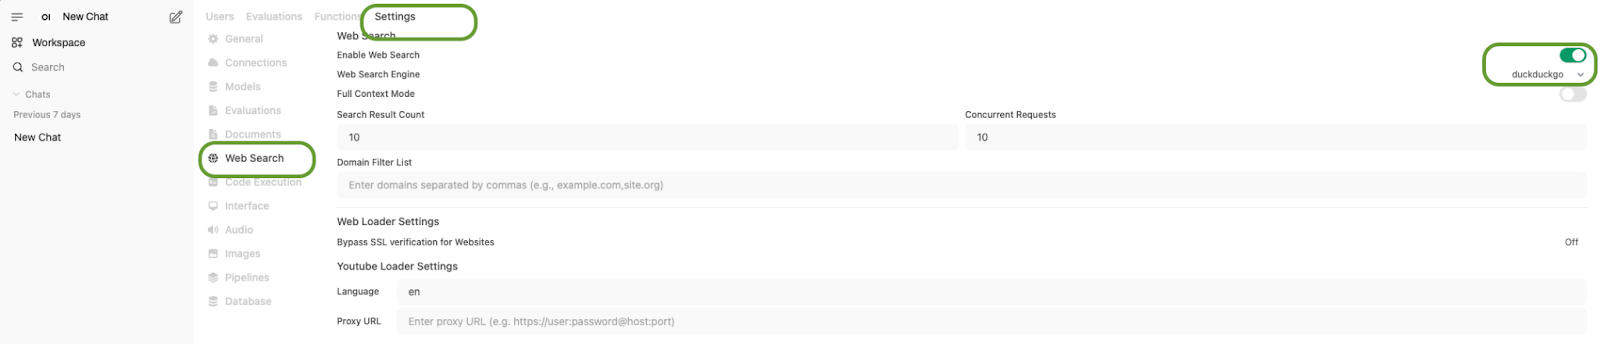 OI New Chat
Workspace
Search
Chats
Previous 7 days
New Chat
Users Evaluations Functions Settings
General
Connections
Models
Evaluations
Documents
Web Search
Code Execution
Interface
Audio
Images
Pipelines
Database
Web Search
Enable Web Search
Web Search Engine duckduckgo
Full Context Mode
Search Result Count Concurrent Requests
10 10
Domain Filter List
Enter domains separated by commas (e.g., example.com,site.org)
Web Loader Settings
Bypass SSL verification for Websites Off
Youtube Loader Settings
Language en
Proxy URL Enter proxy URL (e.g. https://user:password@host:port)